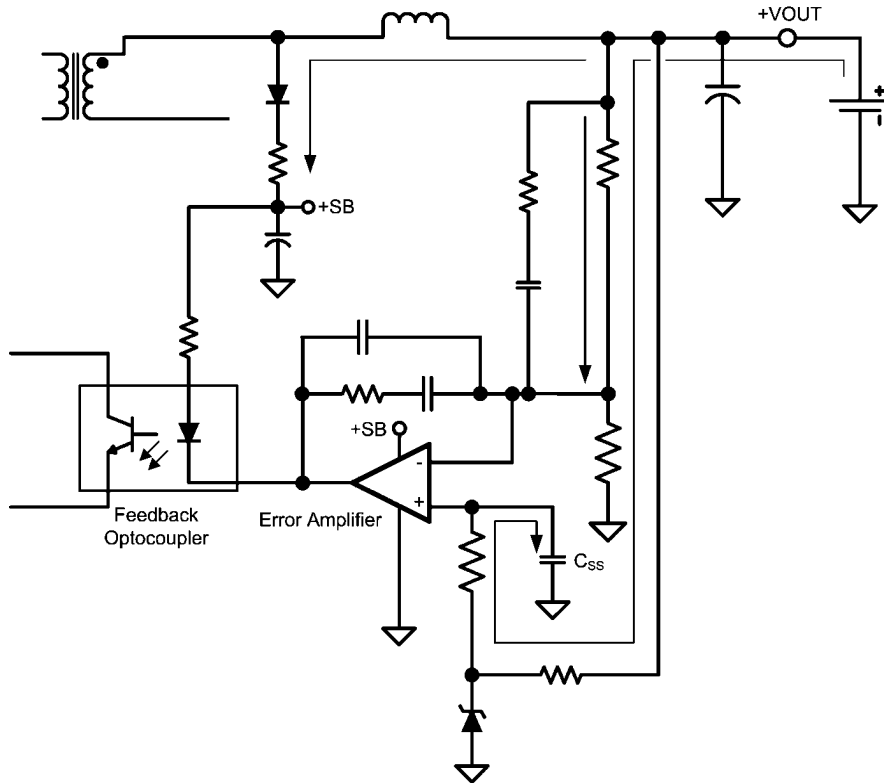 +VOUT
+
-
+SB
+SB
-
+
Feedback
Optocoupler
Error Amplifier
CSS